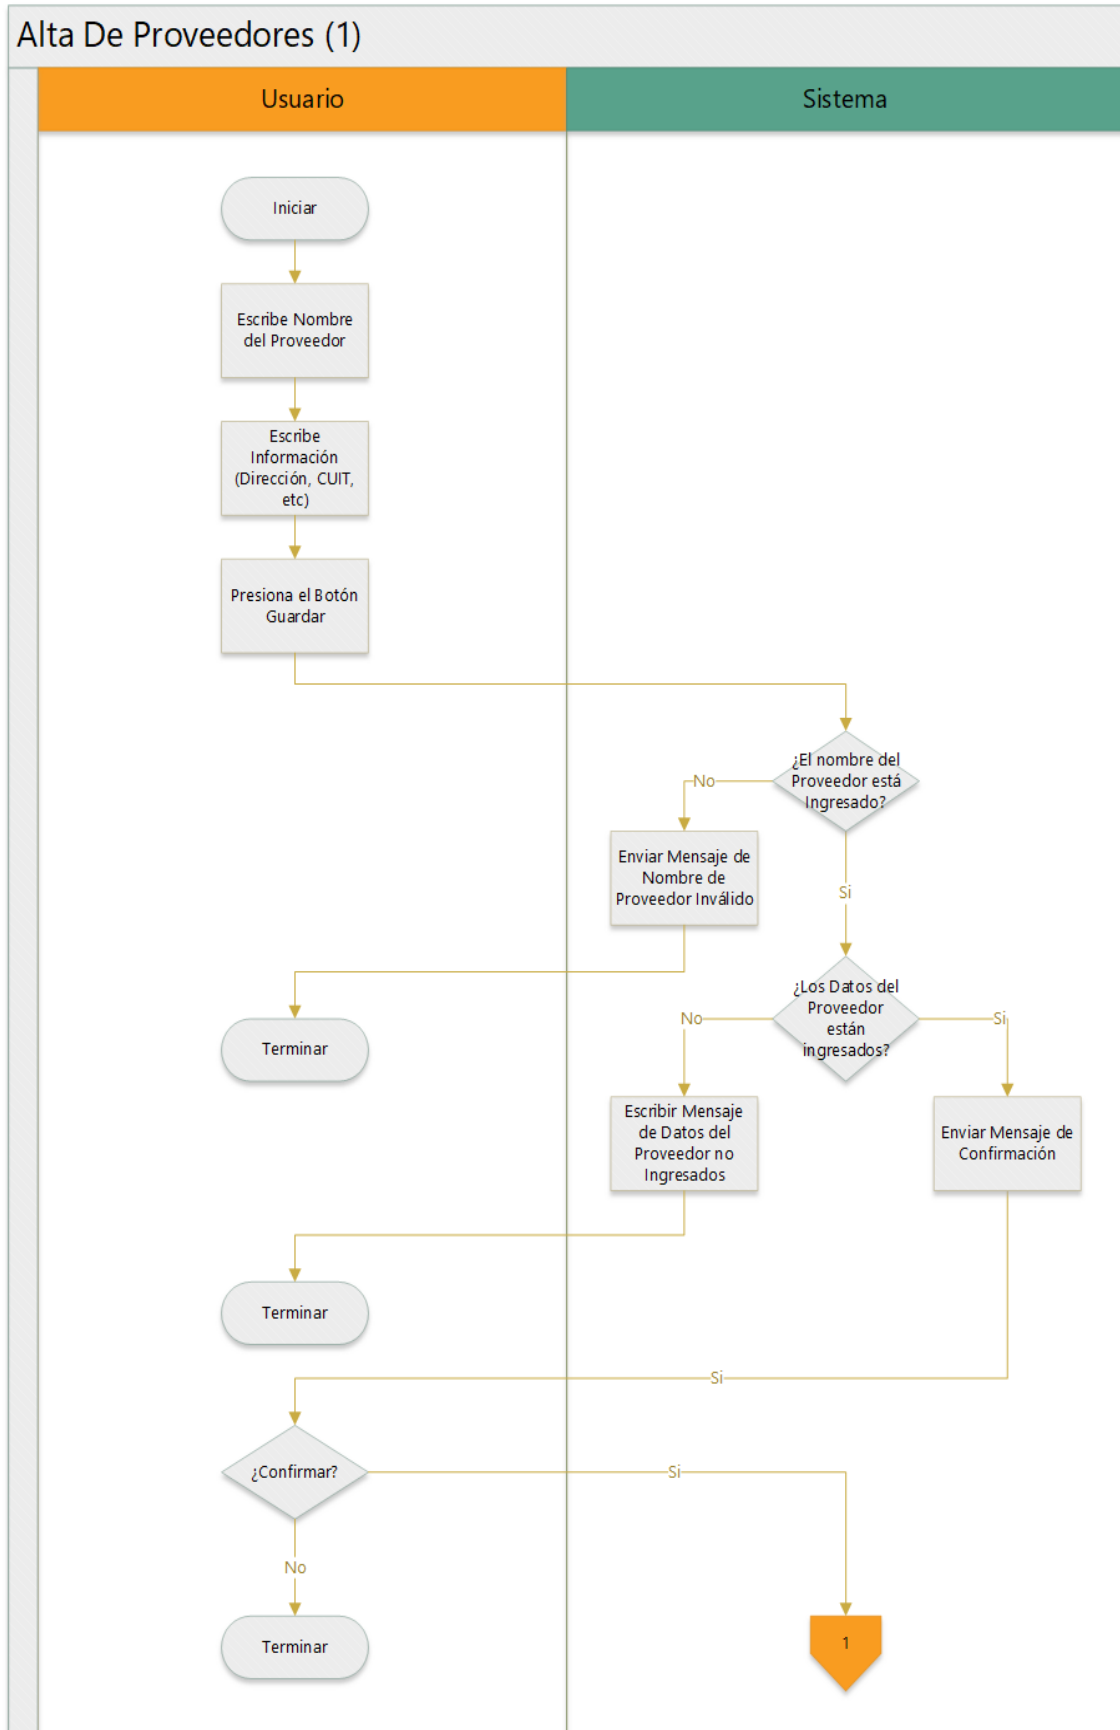 Alta De Proveedores (1)
Usuario
Sistema
Iniciar
Escribe Nombre
del Proveedor
Escribe
Información
(Dirección, CUIT,
etc)
Presiona el Botón
Guardar
¿El nombre del
Proveedor está
Ingresado?
No
Enviar Mensaje de
Nombre de
Proveedor Inválido
Si
¿Los Datos del
Proveedor
están
ingresados?
No
Si
Terminar
Escribir Mensaje
de Datos del
Proveedor no
Ingresados
Enviar Mensaje de
Confirmación
Terminar
Si
¿Confirmar?
Si
No
Terminar
1